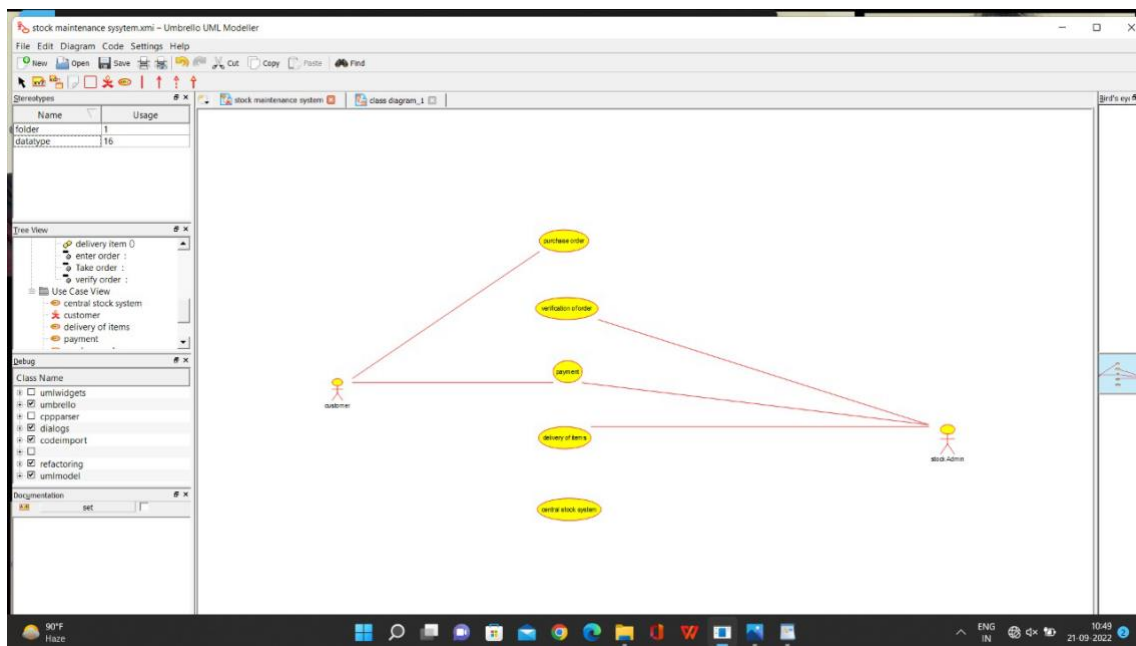 stock maintenance sysytem.xmi – Umbrello UML Modeller
File Edit Diagram Code Settings Help
New Open Save Cut Copy Paste Find
Stereotypes
stock maintenance system class diagram_1
Bird's eye
Name Usage
folder 1
datatype 16
Tree View
delivery item ()
enter order :
Take order :
verify order :
Use Case View
central stock system
customer
delivery of items
payment
Debug
Class Name
umlwidgets
umbrello
cppparser
dialogs
codeimport
refactoring
umlmodel
Documentation
set
purchase order
verification of order
payment
customer
delivery of items
stock Admin
central stock system
90°F
Haze
ENG
IN
10:49
21-09-2022
2